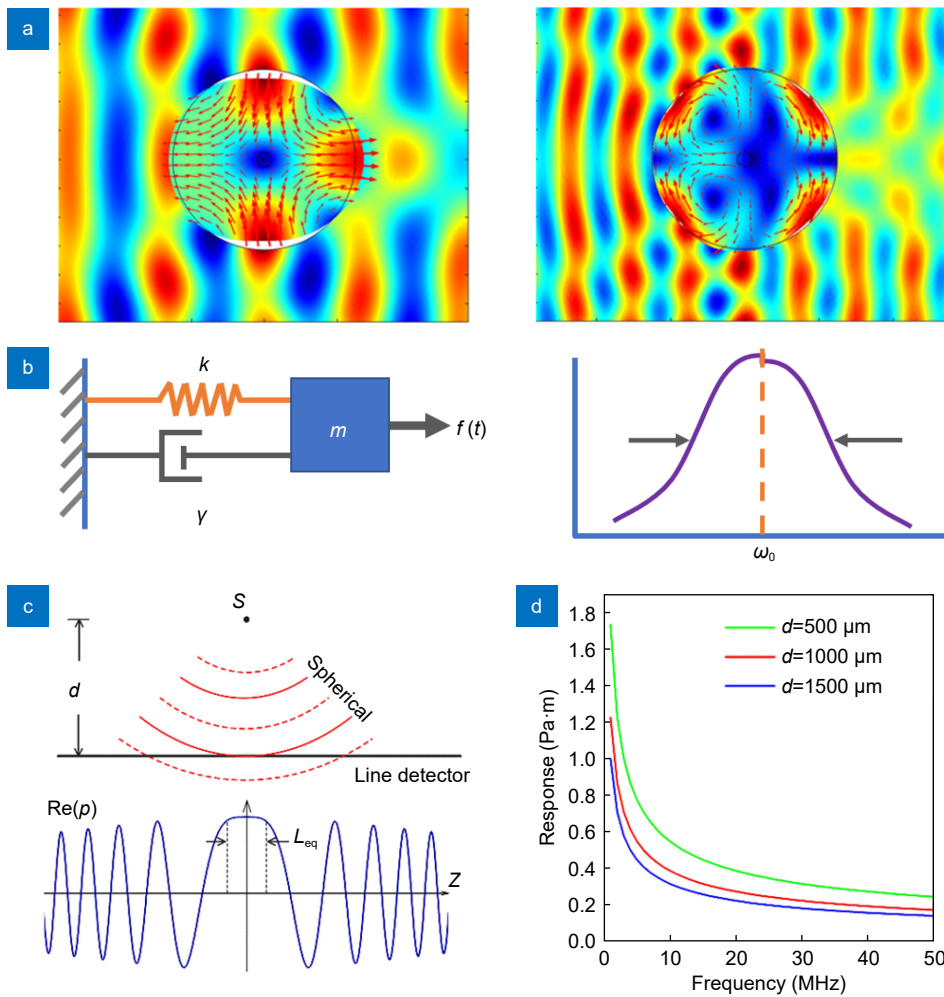 a
b
k
m
f (t)
γ
ω₀
c
S
d
Spherical
Line detector
Re(p)
L_eq
Z
d
Response (Pa·m)
1.8
1.6
1.4
1.2
1.0
0.8
0.6
0.4
0.2
0.0
d=500 μm
d=1000 μm
d=1500 μm
0 10 20 30 40 50
Frequency (MHz)